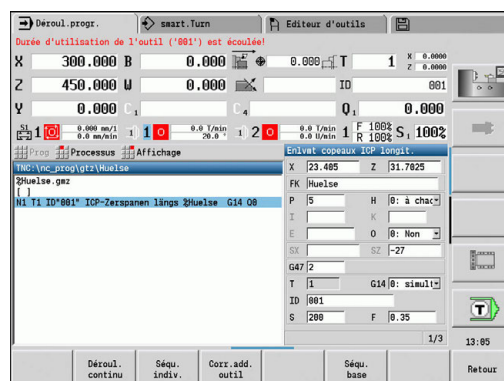 Déroul.progr. smart.Turn Editeur d'outils
Durée d'utilisation de l'outil ('001') est écoulée!
X 300.000 B 0.000 0.000 T 1 X 0.0000
Z 0.0000
Z 450.000 U 0.000 ID 001
Y 0.000 C1 C4 Q1 0.000
S1 1 0.000 mm/1 0.0 mm/min 1 1 0 0.0 T/min 20.0 ° 1 2 0 0.0 T/min 0.0 U/min 1 F 100% R 100% S1 100%
Prog Processus Affichage
Enlvmt copeaux ICP longit.
TNC:\nc_prog\gtz\Huelse
%Huelse.gmz
[ ]
N1 T1 ID"001" ICP-Zerspanen längs %Huelse G14 Q0
X 23.405 Z 31.7025
FK Huelse
P 5 H 0: à chac
I K
E O 0: Non
SX SZ -27
G47 2
T 1 G14 0: simult
ID 001
S 200 F 0.35
1/3
T
13:05
Déroul. continu
Séqu. indiv.
Corr.add. outil
Séqu. base
Retour